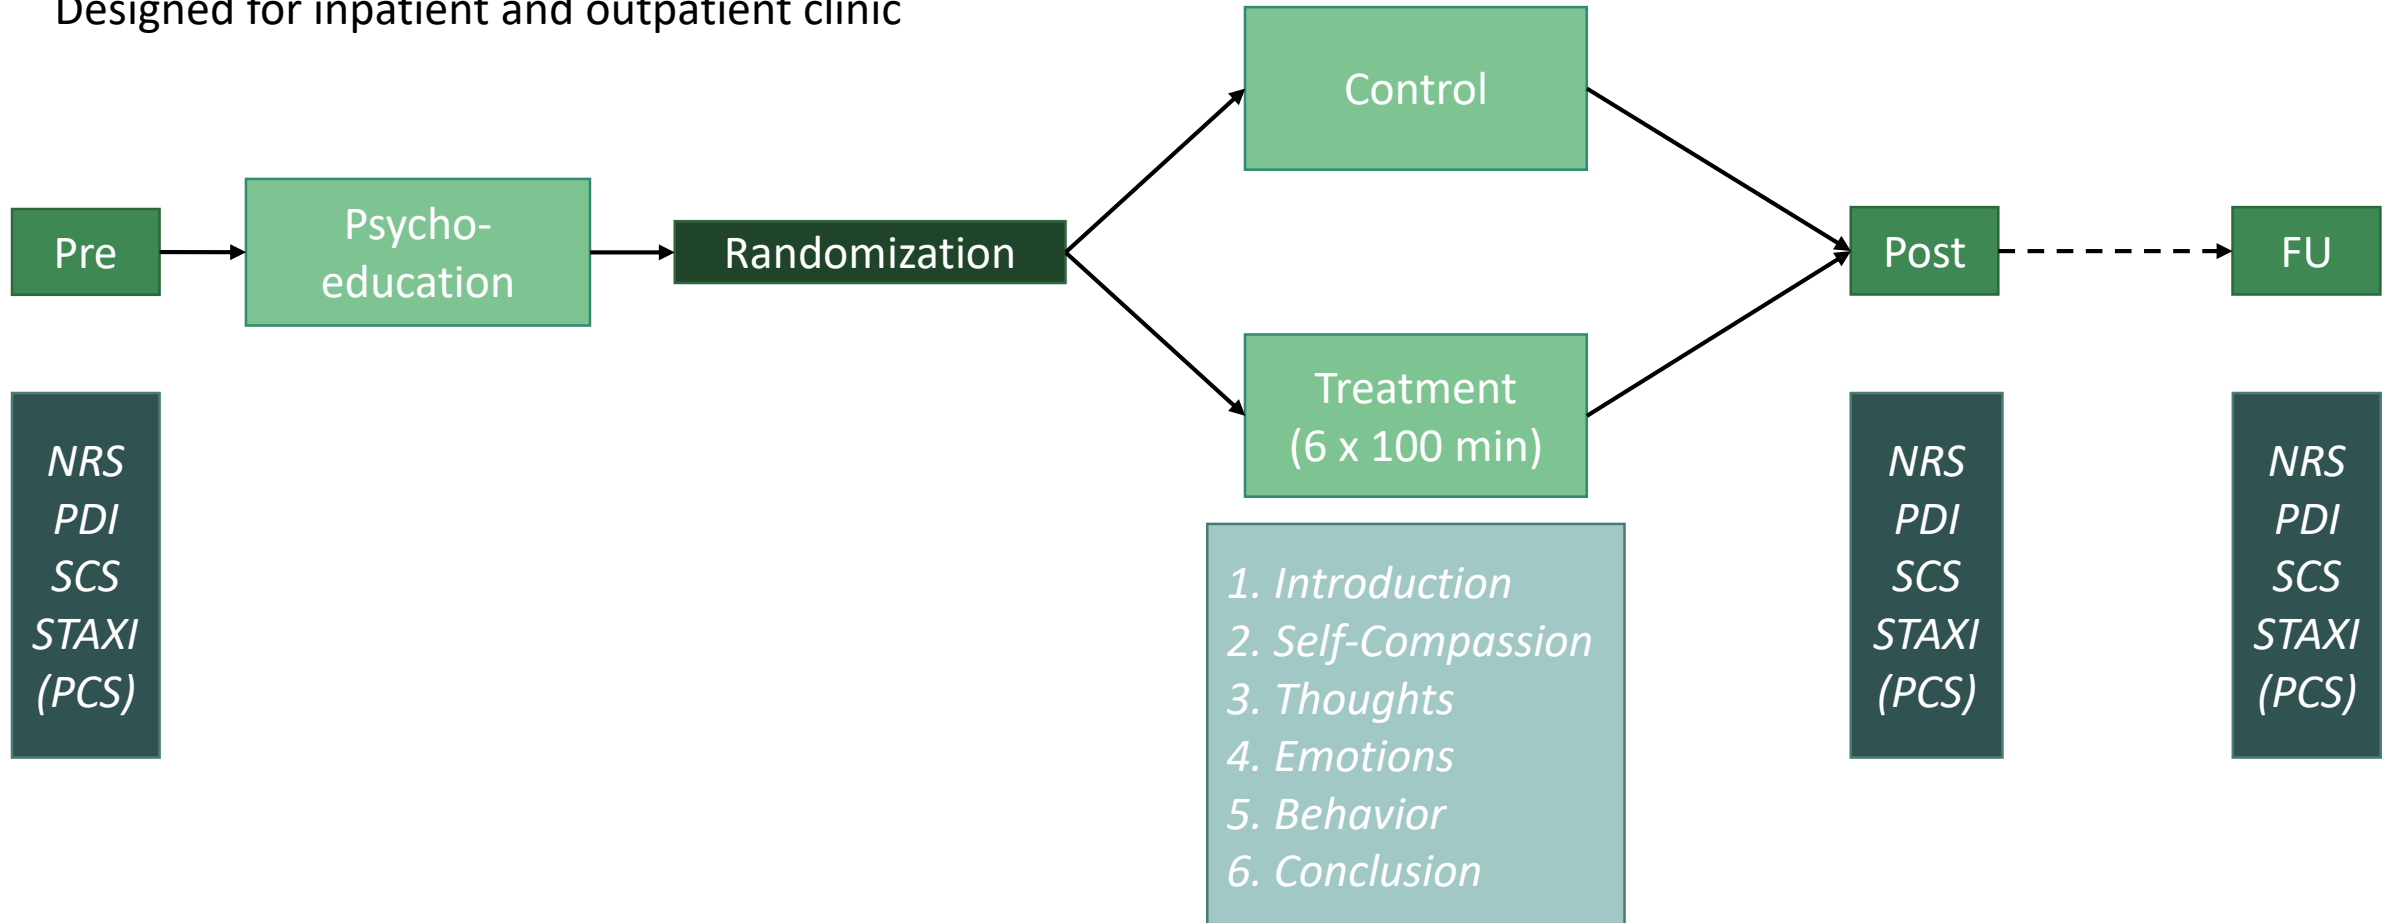 Designed for inpatient and outpatient clinic
Pre
Psycho-
education
Randomization
Control
Treatment
(6 x 100 min)
Post
FU
NRS
PDI
SCS
STAXI
(PCS)
1. Introduction
2. Self-Compassion
3. Thoughts
4. Emotions
5. Behavior
6. Conclusion
NRS
PDI
SCS
STAXI
(PCS)
NRS
PDI
SCS
STAXI
(PCS)